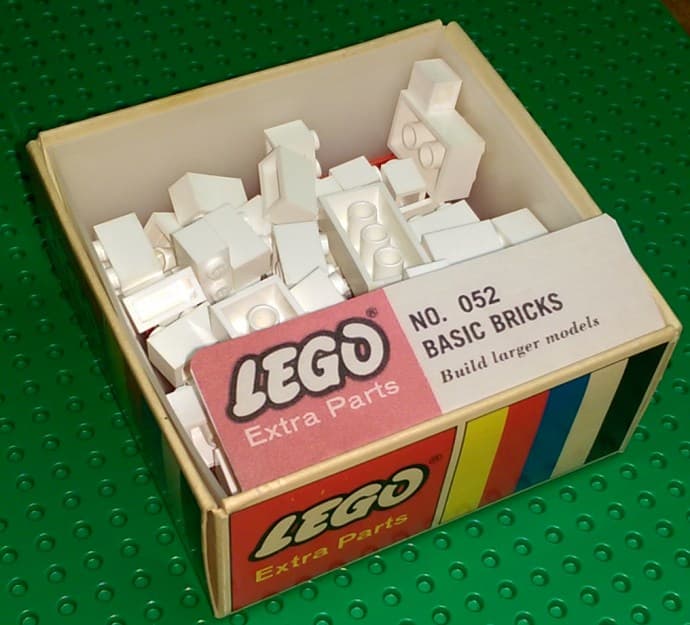 LEGO®
Extra Parts
NO. 052
BASIC BRICKS
Build larger models
LEGO®
Extra Parts